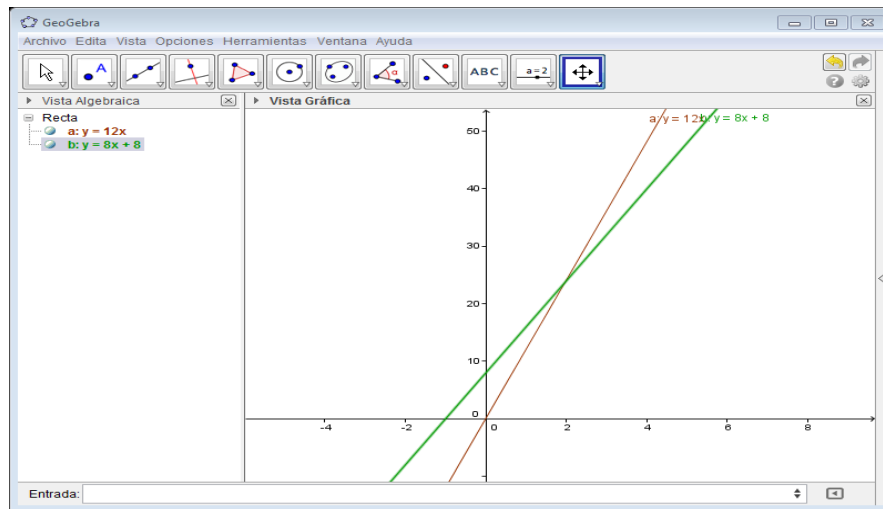 GeoGebra
Archivo Edita Vista Opciones Herramientas Ventana Ayuda
A
α
ABC
a=2
Vista Algebraica
Vista Gráfica
Recta
a: y = 12x
b: y = 8x + 8
a: y = 12x
b: y = 8x + 8
50
40
30
20
10
0
-4 -2 0 2 4 6 8
Entrada: